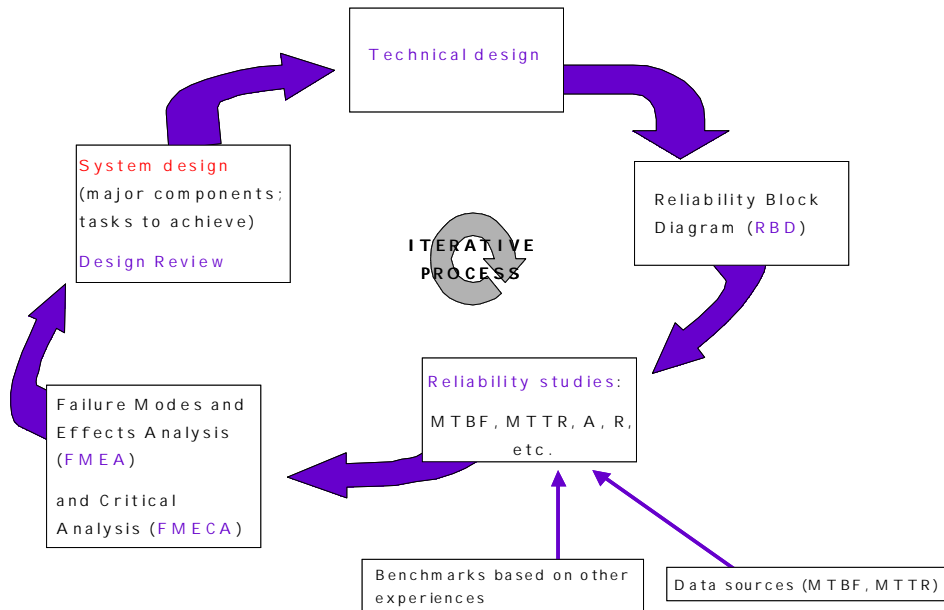 Technical design
System design
(major components;
tasks to achieve)
Design Review
Reliability Block
Diagram (RBD)
ITERATIVE
PROCESS
Reliability studies:
MTBF, MTTR, A, R,
etc.
Failure Modes and
Effects Analysis
(FMEA)
and Critical
Analysis (FMECA)
Benchmarks based on other
experiences
Data sources (MTBF, MTTR)